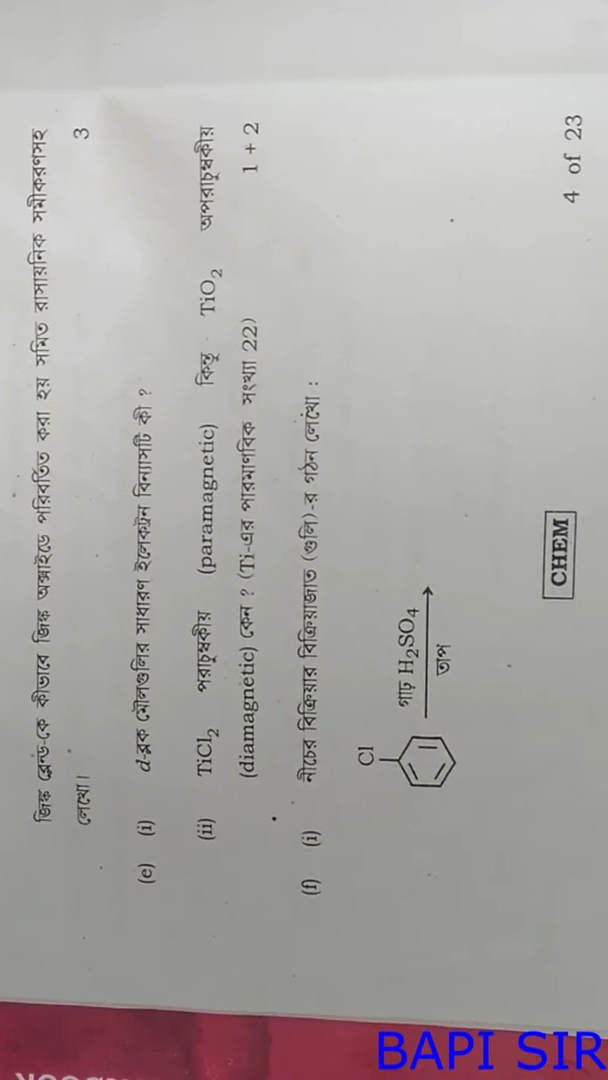 জিঙ্ক ব্লেন্ড-কে কীভাবে জিঙ্ক অক্সাইডে পরিবর্তিত করা হয় সমিত রাসায়নিক সমীকরণসহ
লেখো। 3
(e) (i) d-ব্লক মৌলগুলির সাধারণ ইলেকট্রন বিন্যাসটি কী ?
(ii) TiCl2 পরাচুম্বকীয় (paramagnetic) কিন্তু TiO2 অপরাচুম্বকীয়
(diamagnetic) কেন ? (Ti-এর পারমাণবিক সংখ্যা 22) 1 + 2
(f) (i) নীচের বিক্রিয়ার বিক্রিয়াজাত (গুলি)-র গঠন লেখো :
Cl
গাঢ় H2SO4
তাপ
CHEM
4 of 23
BAPI SIR